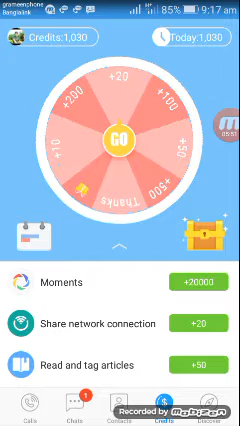 grameenphone
Banglalink
85% 9:17 am
Credits:1,030
Today:1,030
05:51
+20
+100
+50
+500
Thanks
+10
+200
GO
Moments
+20000
Share network connection
+20
Read and tag articles
+50
1
Calls
Chats
Contacts
Credits
Discover
Recorded by Mobizen